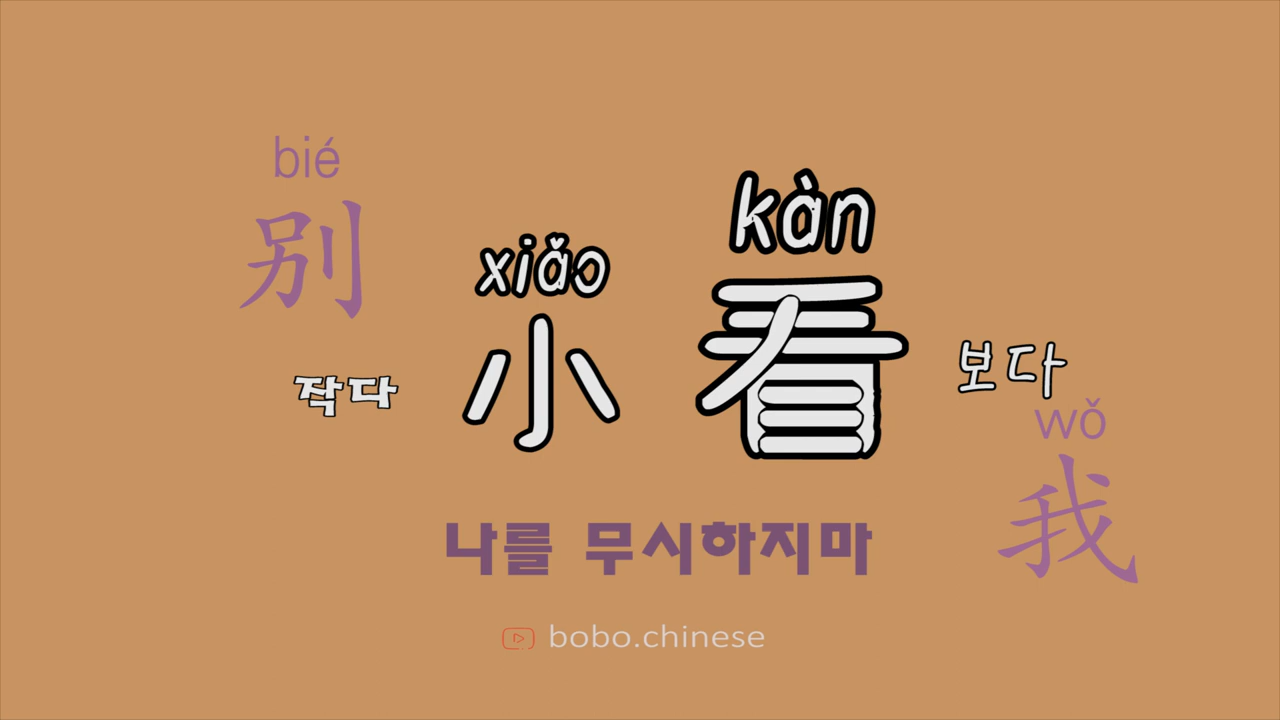 bié
别
xiǎo
小
kàn
看
작다
보다
wǒ
我
나를 무시하지마
bobo.chinese